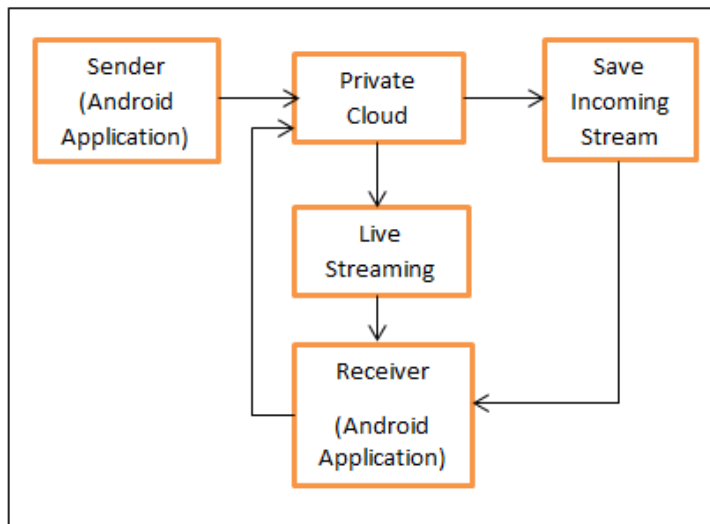 Sender
(Android
Application)
Private
Cloud
Save
Incoming
Stream
Live
Streaming
Receiver
(Android
Application)